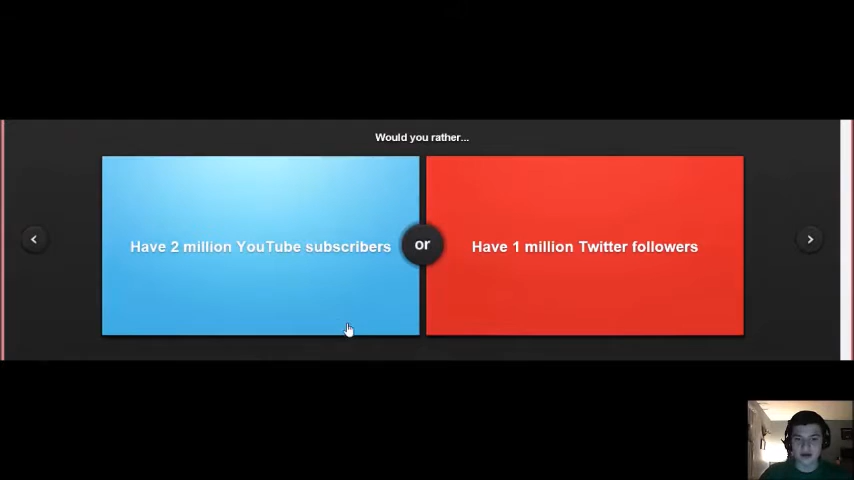 Would you rather...
Have 2 million YouTube subscribers
or
Have 1 million Twitter followers